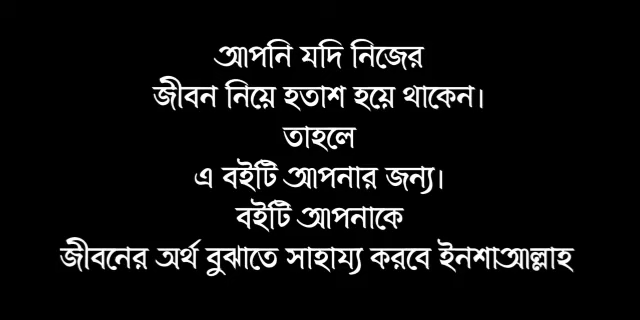 আপনি যদি নিজের
জীবন নিয়ে হতাশ হয়ে থাকেন।
তাহলে
এ বইটি আপনার জন্য।
বইটি আপনাকে
জীবনের অর্থ বুঝাতে সাহায্য করবে ইনশাআল্লাহ